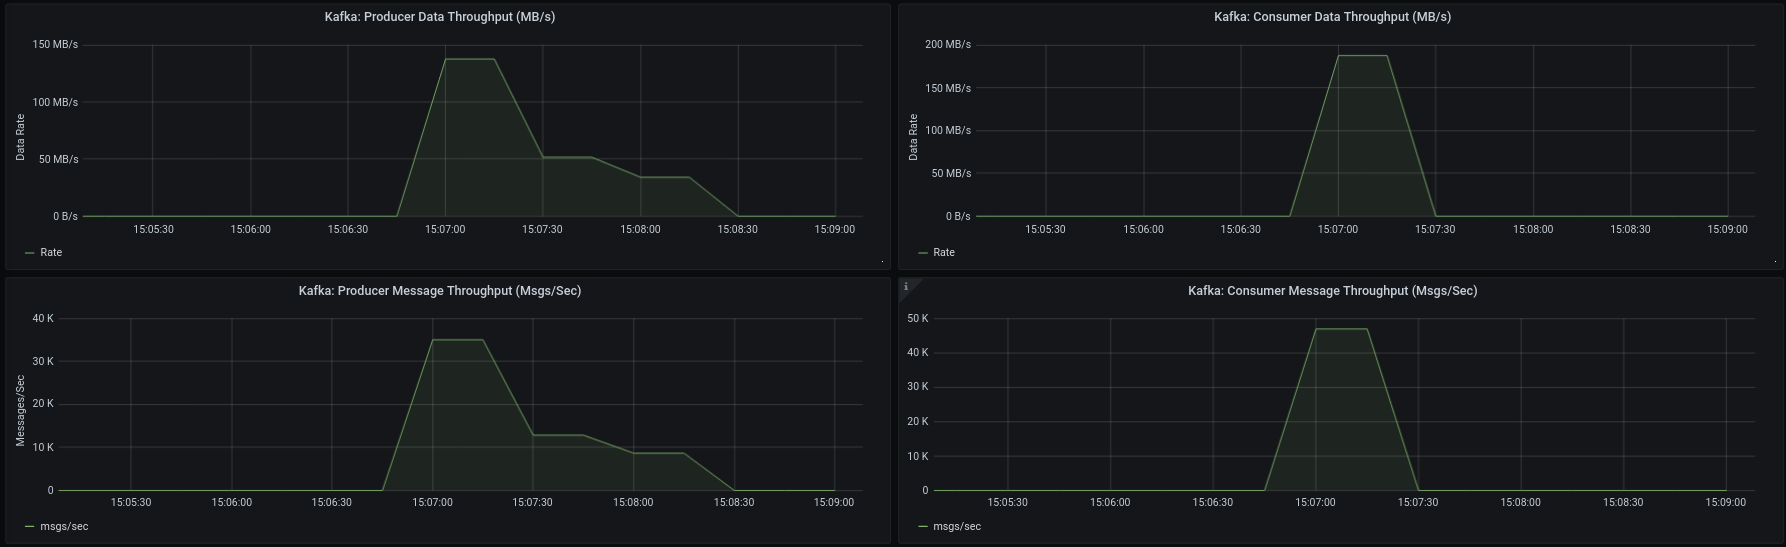 Kafka: Producer Data Throughput (MB/s)
150 MB/s
100 MB/s
50 MB/s
0 B/s
Data Rate
15:05:30 15:06:00 15:06:30 15:07:00 15:07:30 15:08:00 15:08:30 15:09:00
Rate
Kafka: Consumer Data Throughput (MB/s)
200 MB/s
150 MB/s
100 MB/s
50 MB/s
0 B/s
Data Rate
15:05:30 15:06:00 15:06:30 15:07:00 15:07:30 15:08:00 15:08:30 15:09:00
Rate
Kafka: Producer Message Throughput (Msgs/Sec)
40 K
30 K
20 K
10 K
0
Messages/Sec
15:05:30 15:06:00 15:06:30 15:07:00 15:07:30 15:08:00 15:08:30 15:09:00
msgs/sec
i
Kafka: Consumer Message Throughput (Msgs/Sec)
50 K
40 K
30 K
20 K
10 K
0
15:05:30 15:06:00 15:06:30 15:07:00 15:07:30 15:08:00 15:08:30 15:09:00
msgs/sec